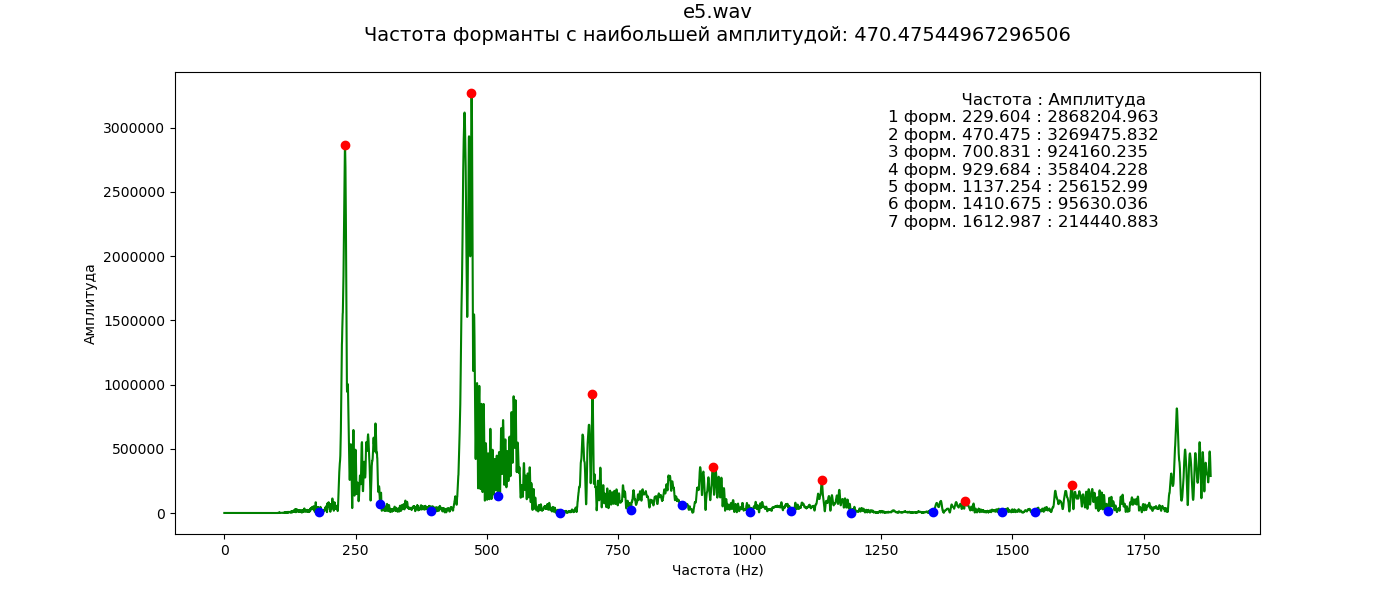 e5.wav
Частота форманты с наибольшей амплитудой: 470.47544967296506
Частота : Амплитуда
1 форм. 229.604 : 2868204.963
2 форм. 470.475 : 3269475.832
3 форм. 700.831 : 924160.235
4 форм. 929.684 : 358404.228
5 форм. 1137.254 : 256152.99
6 форм. 1410.675 : 95630.036
7 форм. 1612.987 : 214440.883
Амплитуда
3000000
2500000
2000000
1500000
1000000
500000
0
0 250 500 750 1000 1250 1500 1750
Частота (Hz)